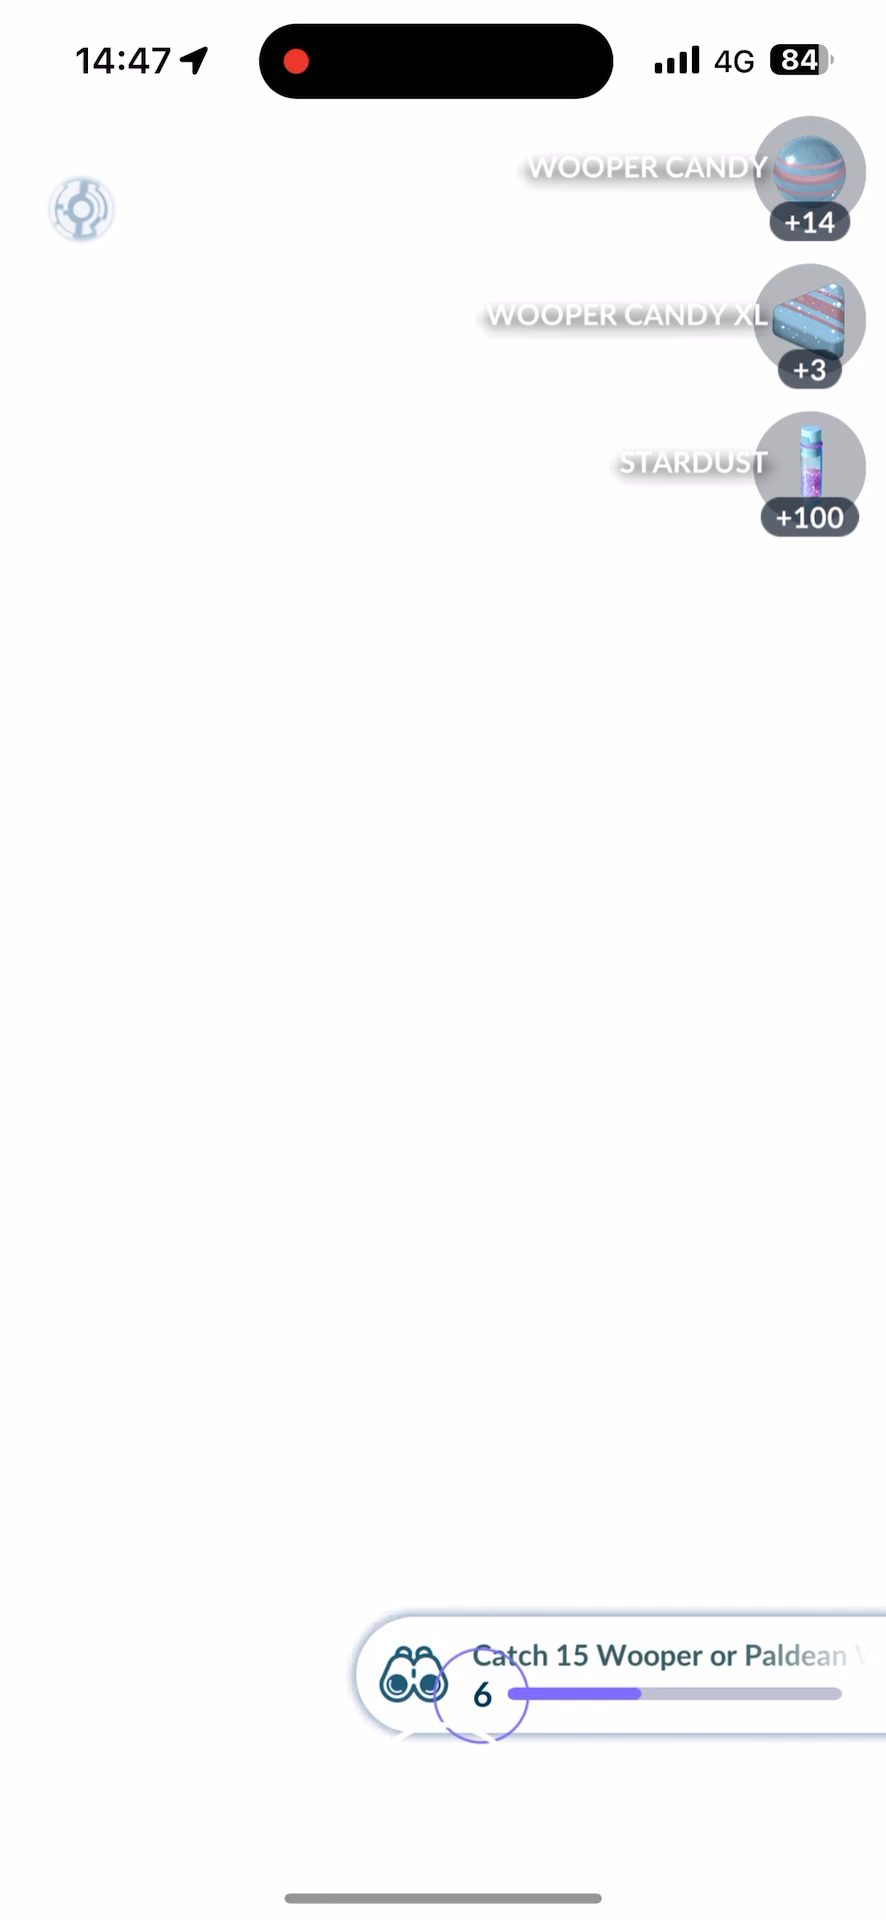 14:47
4G
84
WOOPER CANDY
+14
WOOPER CANDY XL
+3
STARDUST
+100
Catch 15 Wooper or Paldean
6